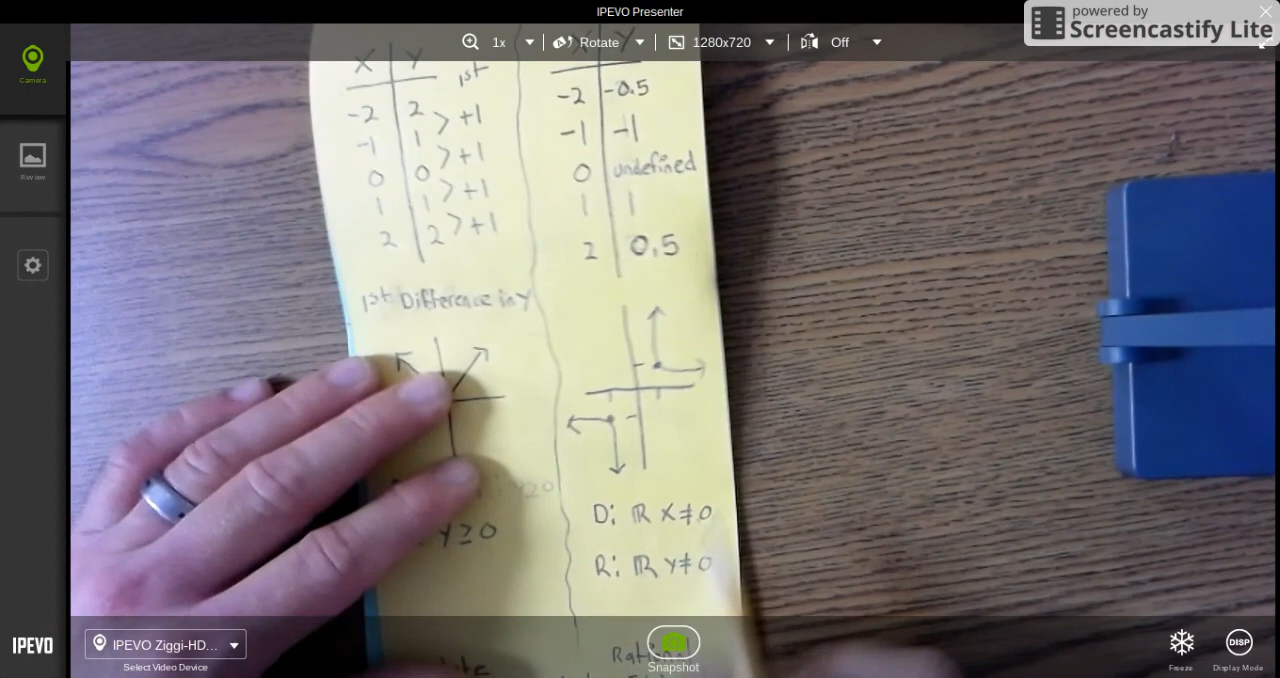 IPEVO Presenter
powered by
Screencastify Lite
1x
Rotate
1280x720
Off
Camera
Review
X Y
1st
-2 2 > +1
-1 1 > +1
0 0 > +1
1 1 > +1
2 2
1st Difference in Y
Y ≥ 0
X Y
-2 -0.5
-1 -1
0 undefined
1 1
2 0.5
D: ℝ X ≠ 0
R: ℝ Y ≠ 0
IPEVO
IPEVO Ziggi-HD...
Select Video Device
Snapshot
Freeze
DISP
Display Mode